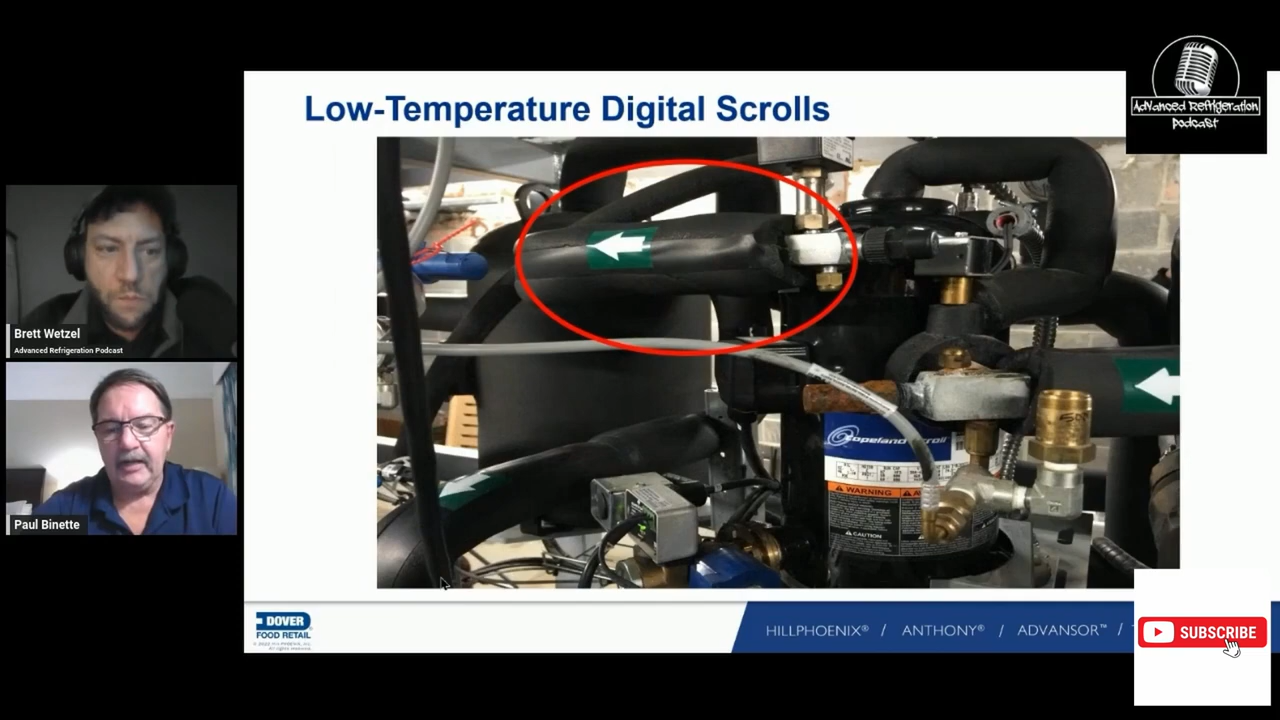 Low-Temperature Digital Scrolls
Advanced Refrigeration
Podcast
Brett Wetzel
Advanced Refrigeration Podcast
Paul Binette
Copeland Scroll
WARNING
CAUTION
DOVER
FOOD RETAIL
HILLPHOENIX® / ANTHONY® / ADVANSOR™ /
SUBSCRIBE